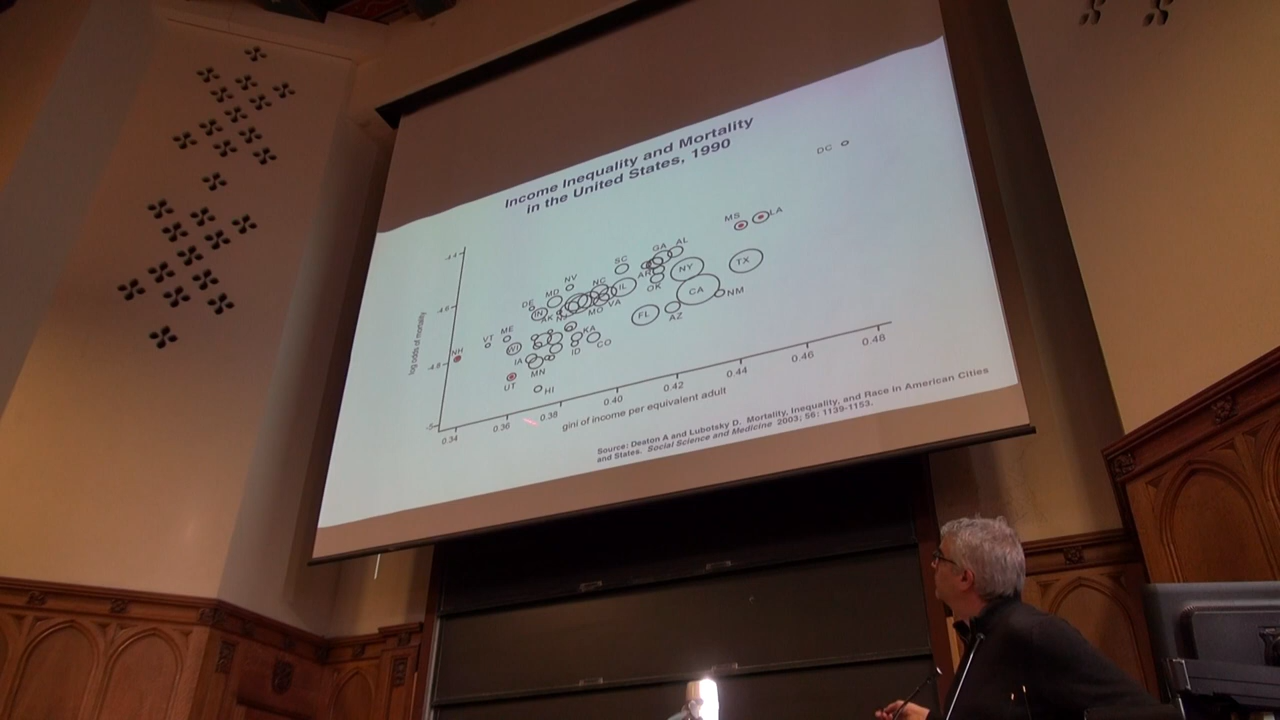 Income Inequality and Mortality
in the United States, 1990
DC
MS
LA
GA
AL
SC
AR
NY
TX
NV
NC
IL
OK
CA
NM
MD
DE
IN
AK
MO
VA
FL
AZ
ME
VT
WI
KA
CO
ID
NH
IA
UT
MN
HI
-4.4
-4.6
-4.8
-5
log odds of mortality
0.34
0.36
0.38
0.40
0.42
0.44
0.46
0.48
gini of income per equivalent adult
Source: Deaton A and Lubotsky D. Mortality, Inequality, and Race in American Cities
and States. Social Science and Medicine 2003; 56: 1139-1153.